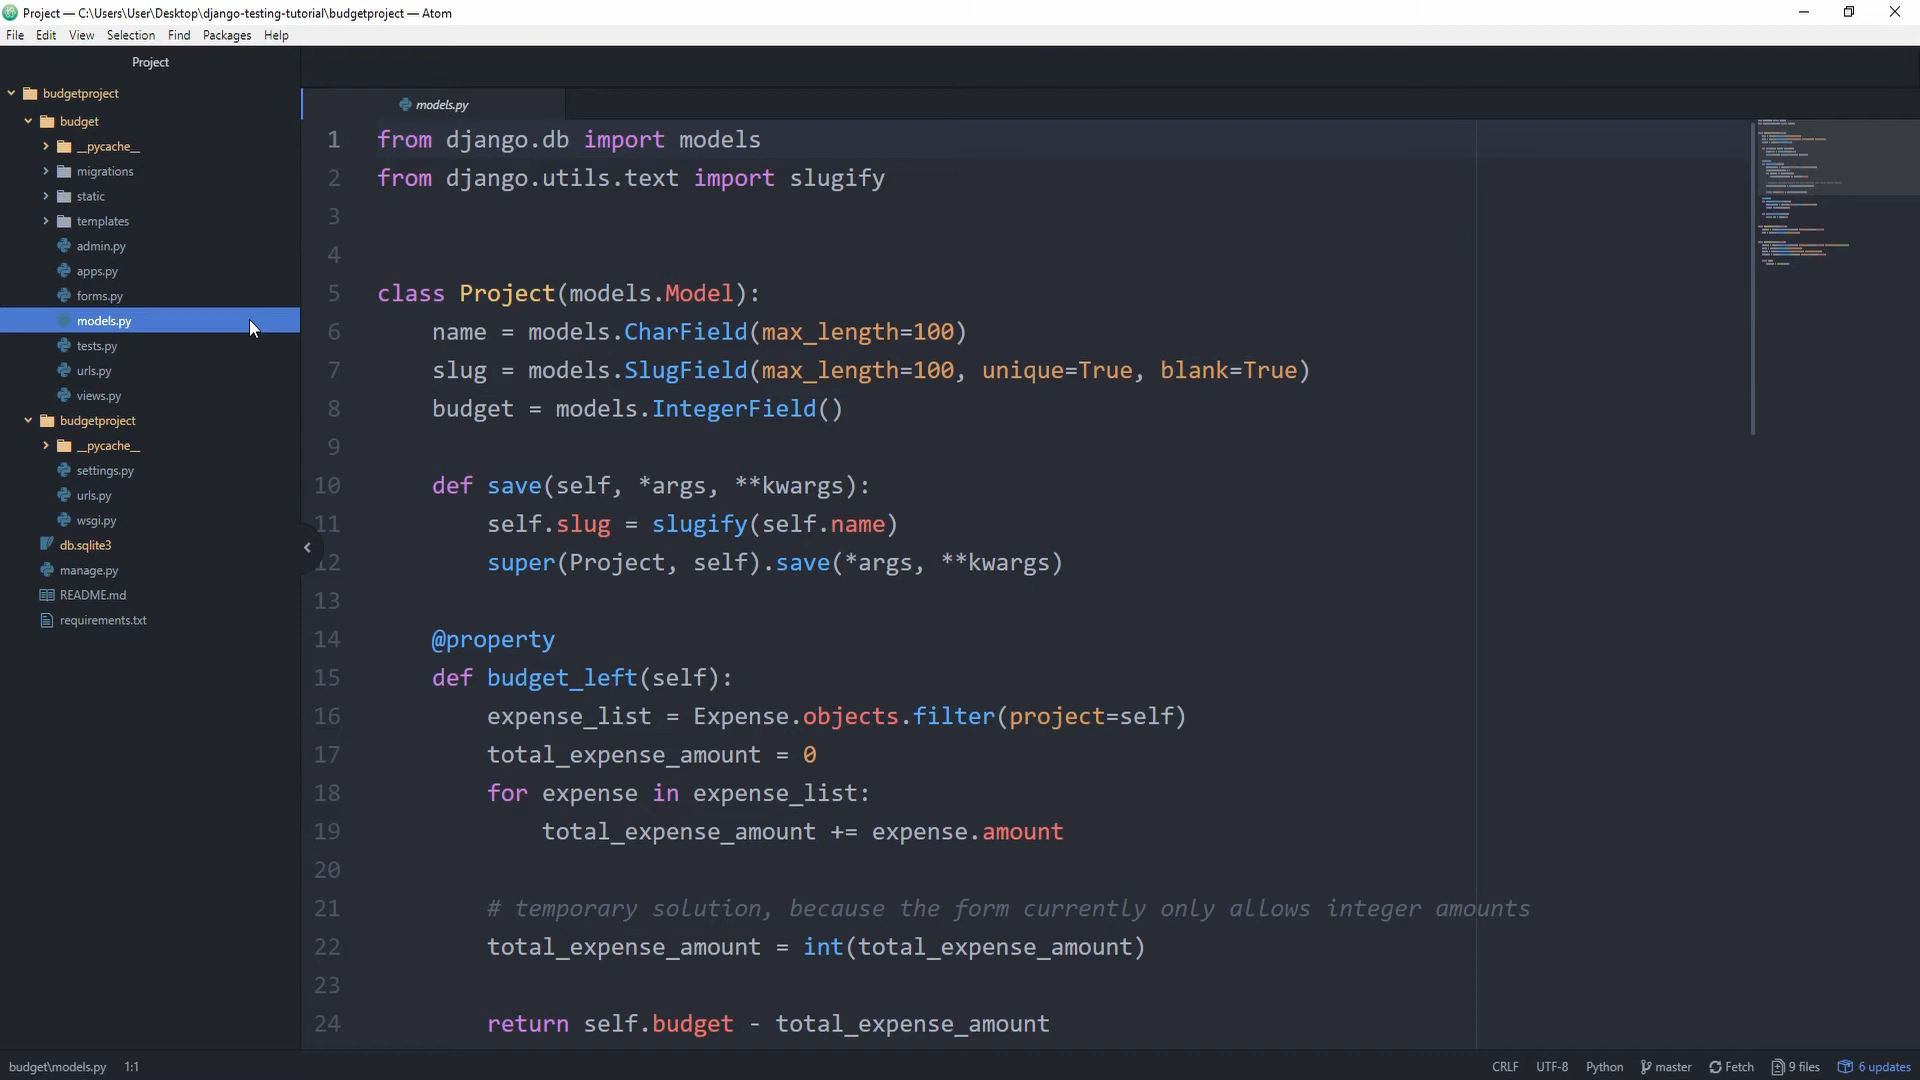 Project — C:\Users\User\Desktop\django-testing-tutorial\budgetproject — Atom
File Edit View Selection Find Packages Help
Project
budgetproject
budget
__pycache__
migrations
static
templates
admin.py
apps.py
forms.py
models.py
tests.py
urls.py
views.py
budgetproject
__pycache__
settings.py
urls.py
wsgi.py
db.sqlite3
manage.py
README.md
requirements.txt
models.py
1 from django.db import models
2 from django.utils.text import slugify
3
4
5 class Project(models.Model):
6     name = models.CharField(max_length=100)
7     slug = models.SlugField(max_length=100, unique=True, blank=True)
8     budget = models.IntegerField()
9
10     def save(self, *args, **kwargs):
11         self.slug = slugify(self.name)
12         super(Project, self).save(*args, **kwargs)
13
14     @property
15     def budget_left(self):
16         expense_list = Expense.objects.filter(project=self)
17         total_expense_amount = 0
18         for expense in expense_list:
19             total_expense_amount += expense.amount
20
21         # temporary solution, because the form currently only allows integer amounts
22         total_expense_amount = int(total_expense_amount)
23
24         return self.budget - total_expense_amount
budget\models.py 1:1 CRLF UTF-8 Python master Fetch 9 files 6 updates